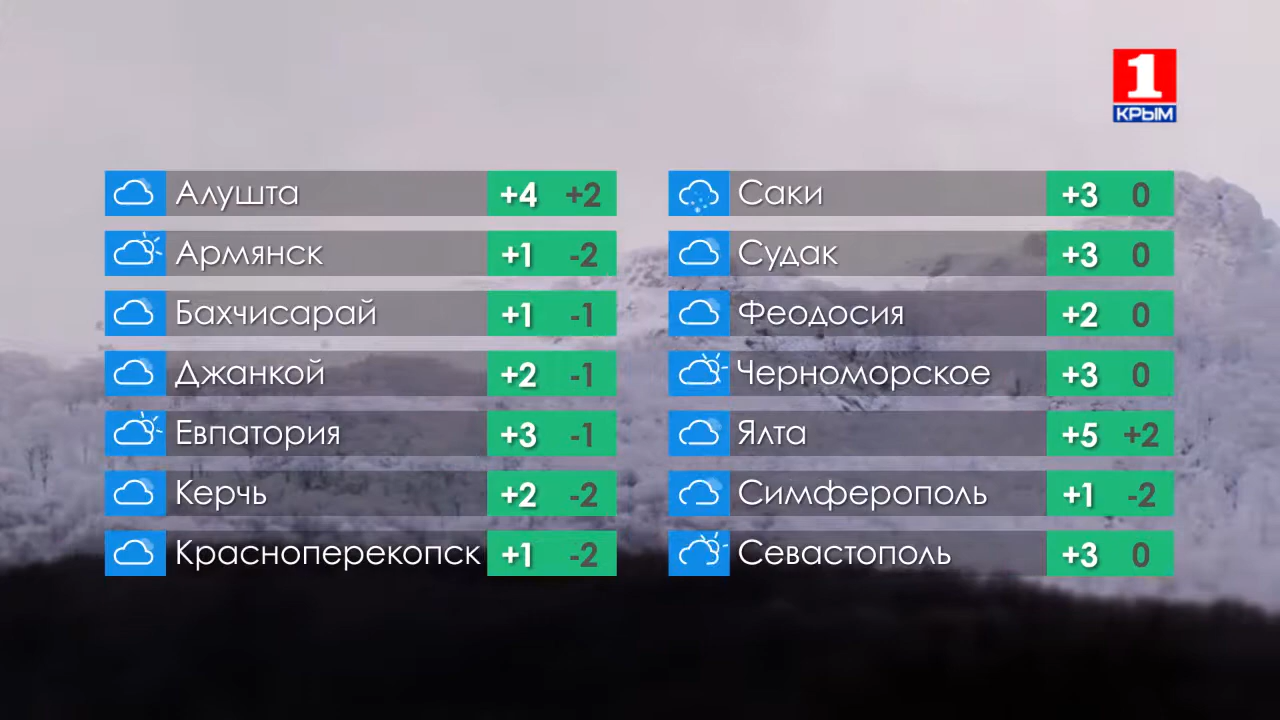 1
КРЫМ
Алушта +4 +2
Армянск +1 -2
Бахчисарай +1 -1
Джанкой +2 -1
Евпатория +3 -1
Керчь +2 -2
Красноперекопск +1 -2
Саки +3 0
Судак +3 0
Феодосия +2 0
Черноморское +3 0
Ялта +5 +2
Симферополь +1 -2
Севастополь +3 0